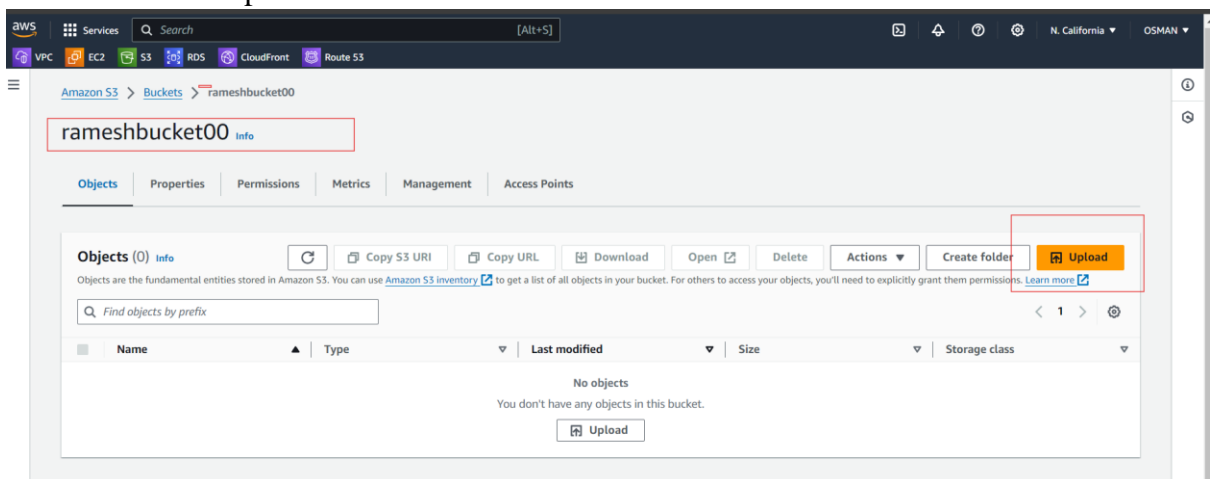 aws Services Search [Alt+S] N. California ▼ OSMAN ▼
VPC EC2 S3 RDS CloudFront Route 53
Amazon S3 > Buckets > rameshbucket00
rameshbucket00 Info
Objects Properties Permissions Metrics Management Access Points
Objects (0) Info Copy S3 URI Copy URL Download Open Delete Actions ▼ Create folder Upload
Objects are the fundamental entities stored in Amazon S3. You can use Amazon S3 inventory to get a list of all objects in your bucket. For others to access your objects, you'll need to explicitly grant them permissions. Learn more
Find objects by prefix < 1 >
Name Type Last modified Size Storage class
No objects
You don't have any objects in this bucket.
Upload